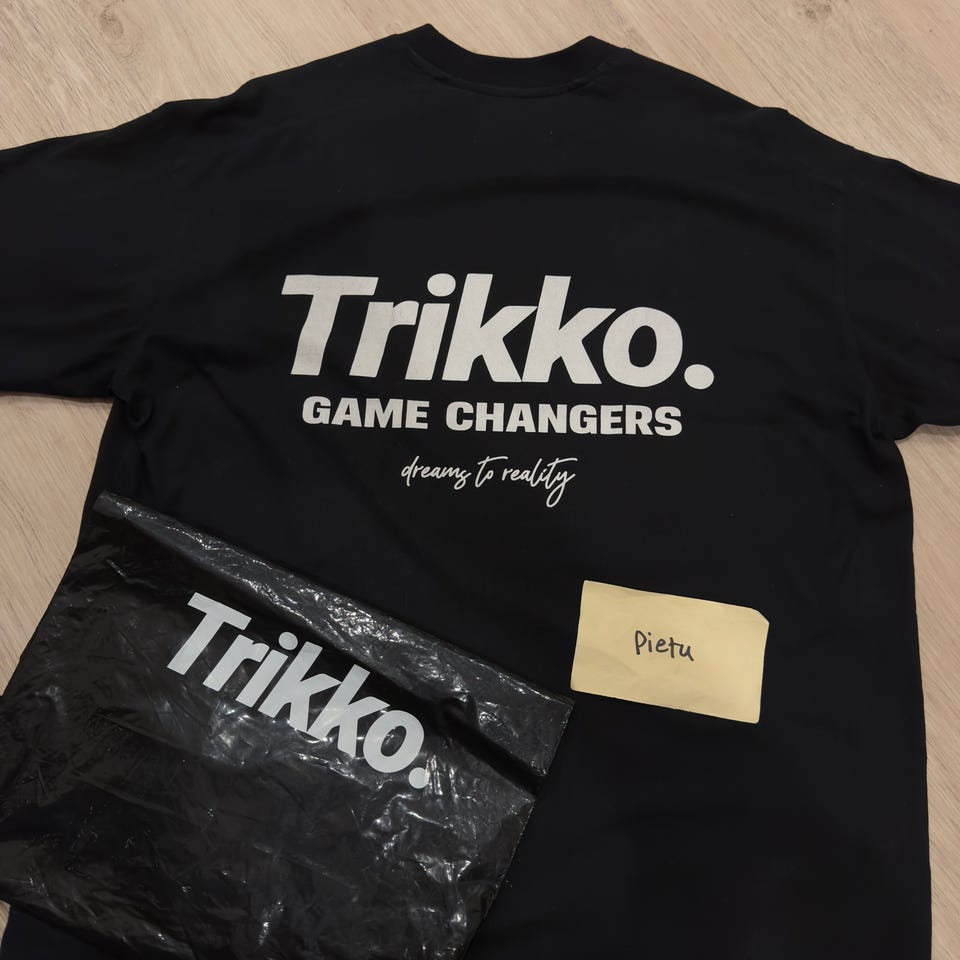 Trikko.
GAME CHANGERS
dreams to reality
Trikko.
Pietu